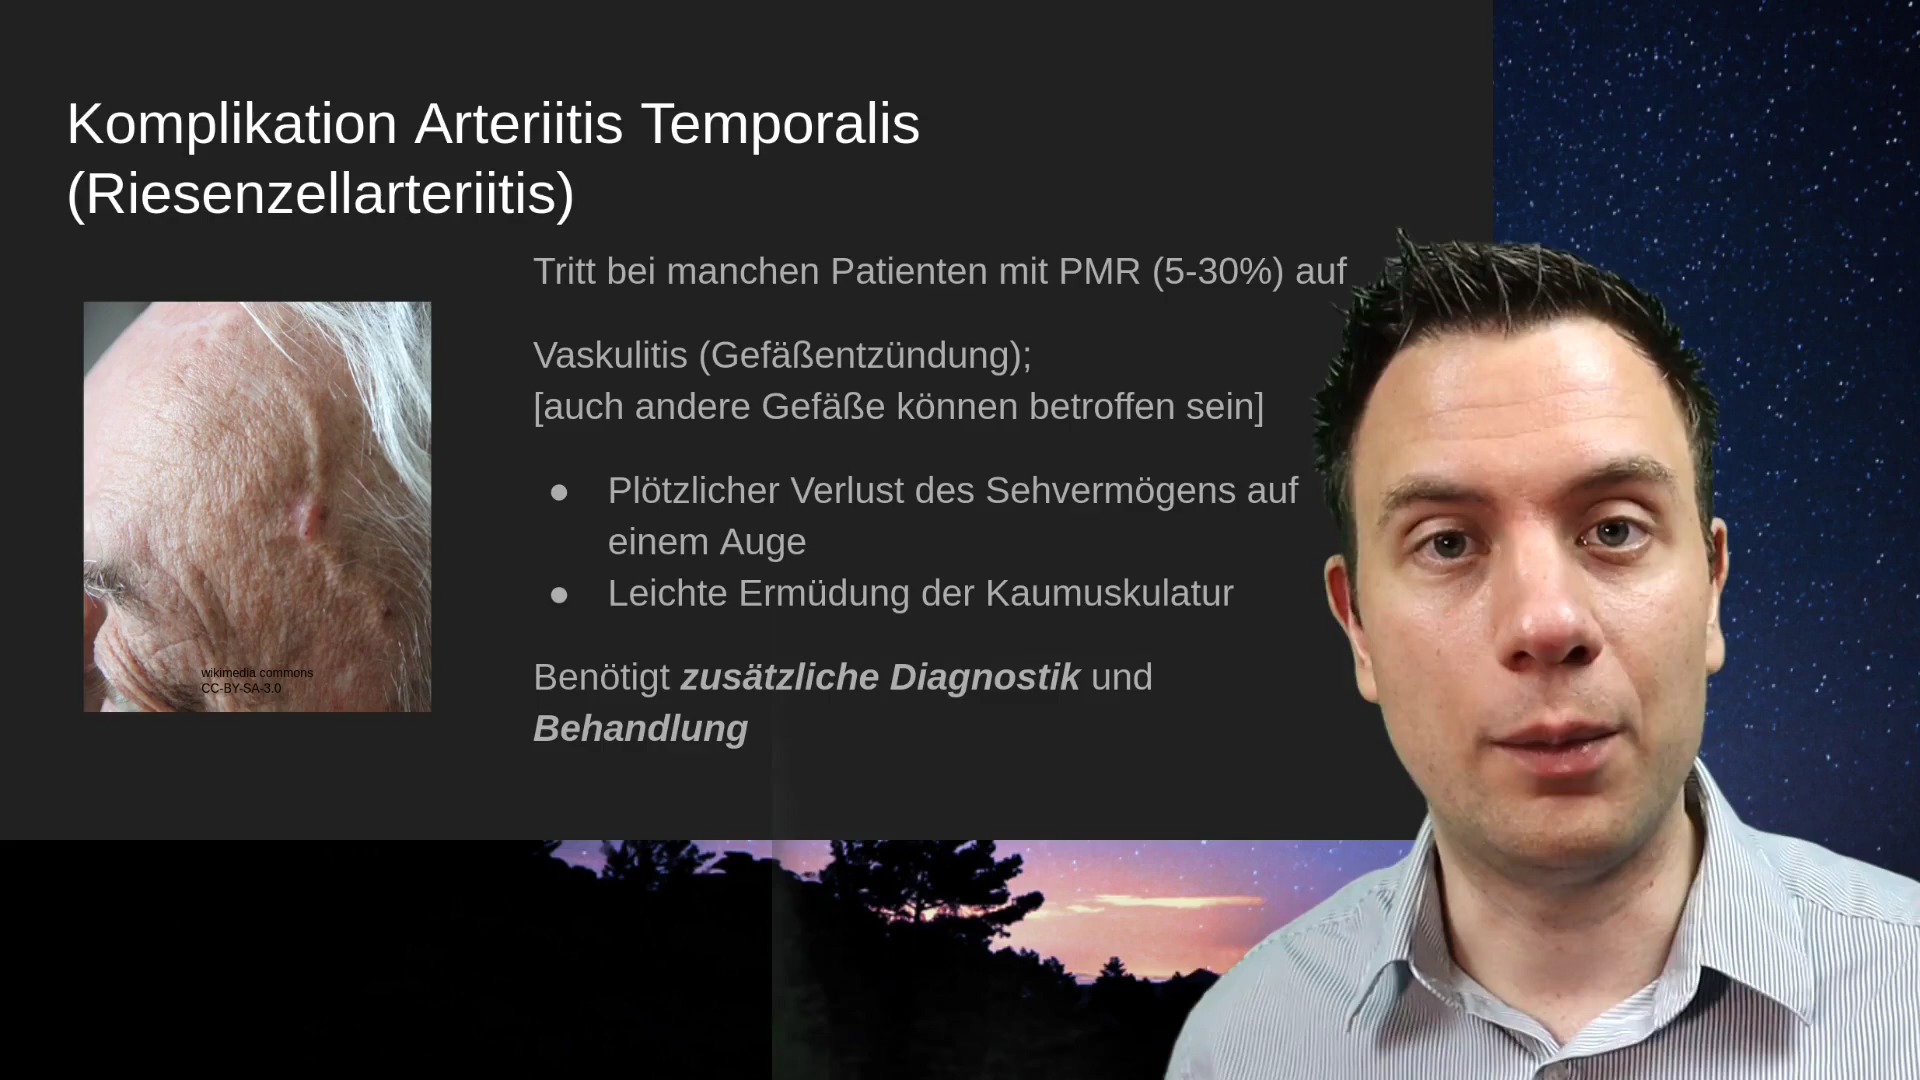 Komplikation Arteriitis Temporalis
(Riesenzellarteriitis)
Tritt bei manchen Patienten mit PMR (5-30%) auf
Vaskulitis (Gefäßentzündung);
[auch andere Gefäße können betroffen sein]
● Plötzlicher Verlust des Sehvermögens auf
einem Auge
● Leichte Ermüdung der Kaumuskulatur
Benötigt zusätzliche Diagnostik und
Behandlung
wikimedia commons
CC-BY-SA-3.0